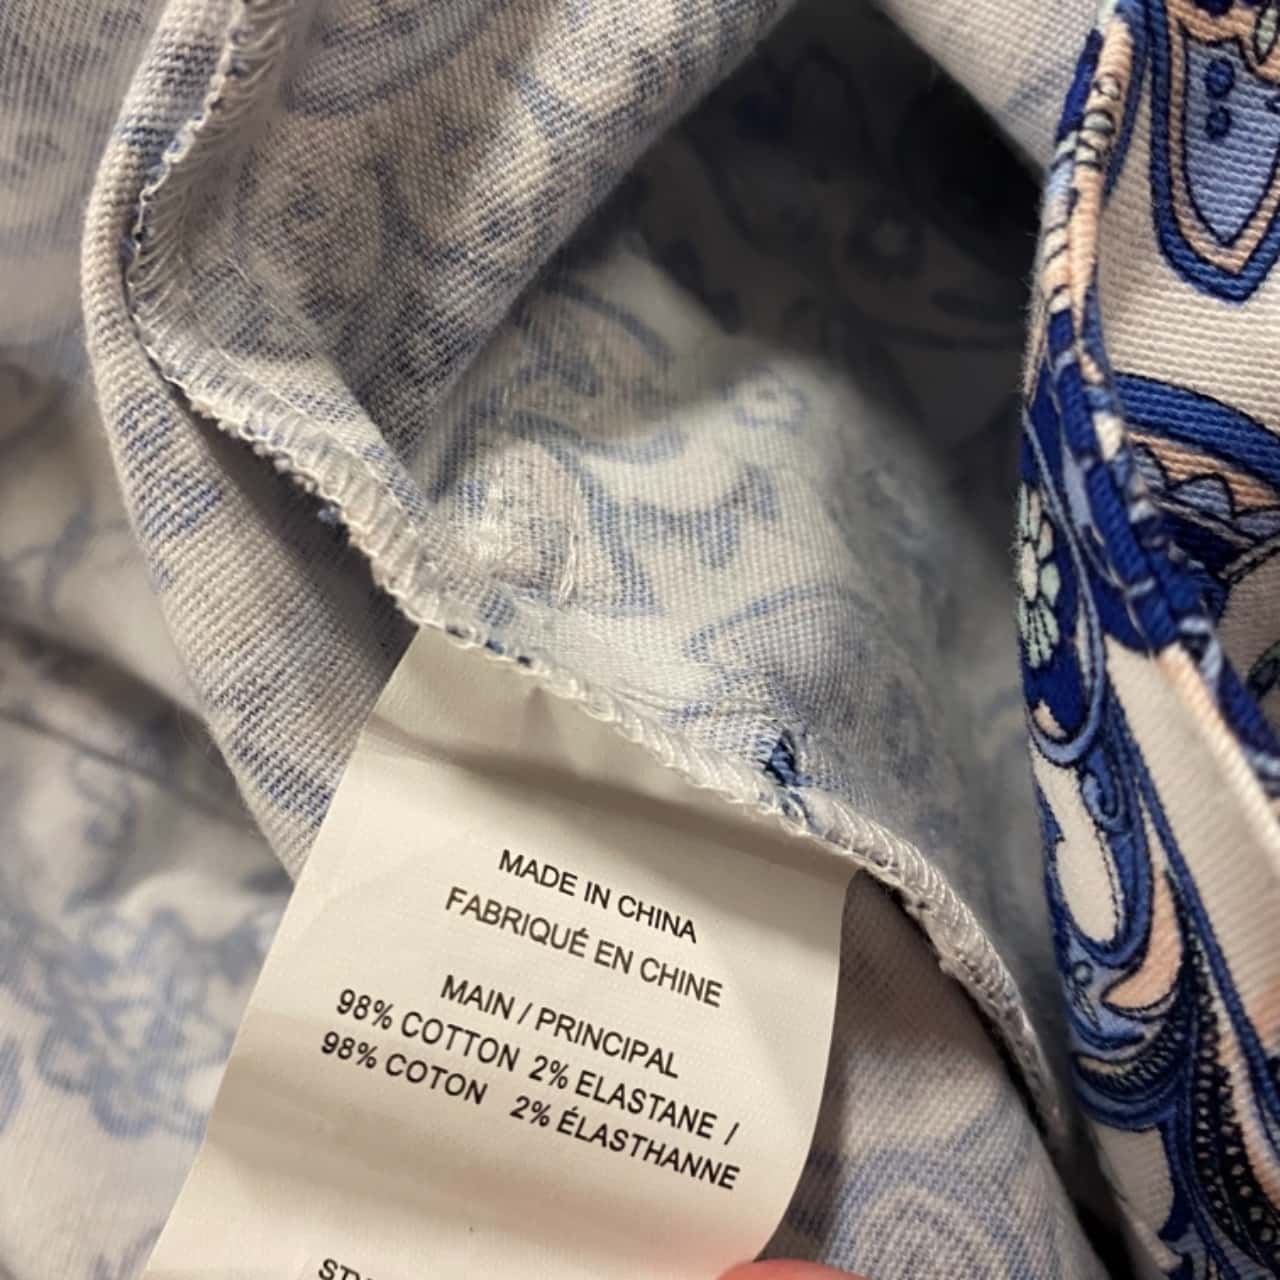 MADE IN CHINA
FABRIQUÉ EN CHINE
MAIN / PRINCIPAL
98% COTTON 2% ELASTANE /
98% COTON 2% ÉLASTHANNE